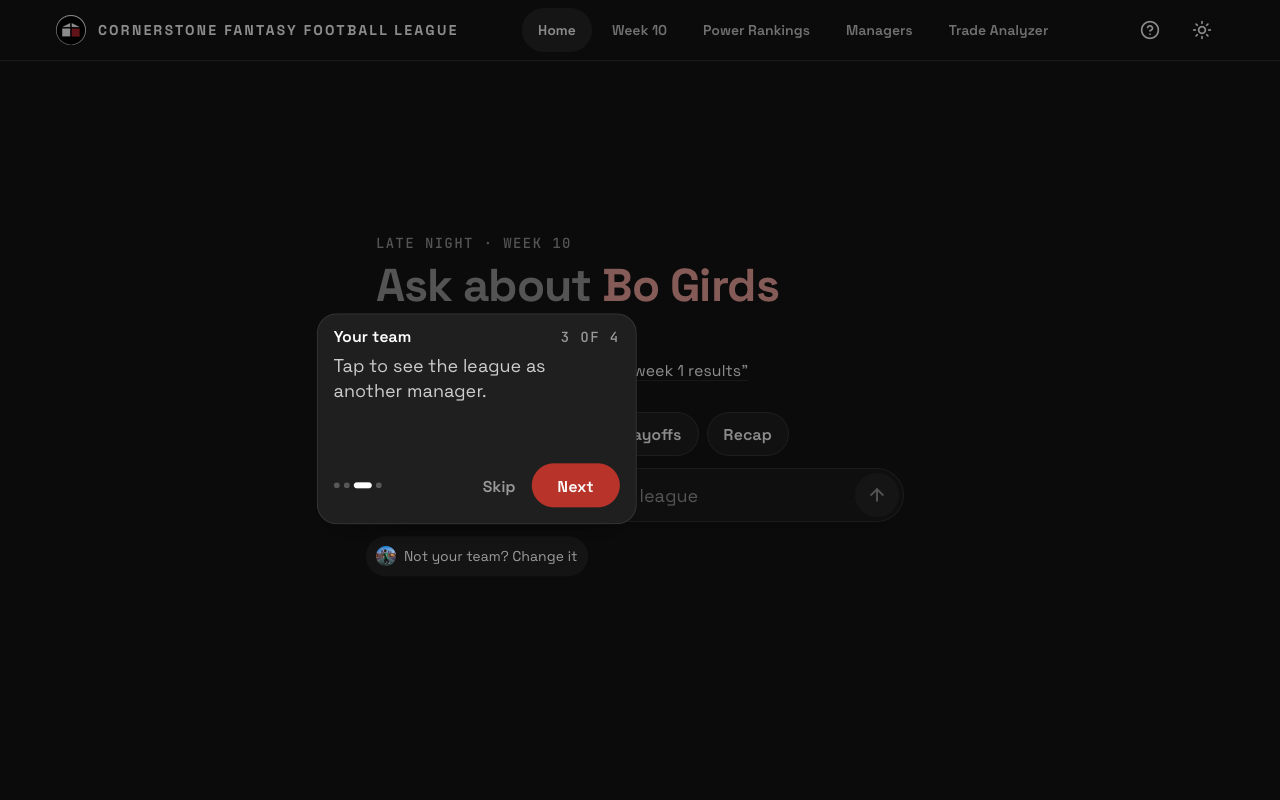 CORNERSTONE FANTASY FOOTBALL LEAGUE
Home
Week 10
Power Rankings
Managers
Trade Analyzer
LATE NIGHT · WEEK 10
Ask about Bo Girds
Your team
3 OF 4
Tap to see the league as
another manager.
week 1 results”
Recap
league
Skip
Next
Not your team? Change it